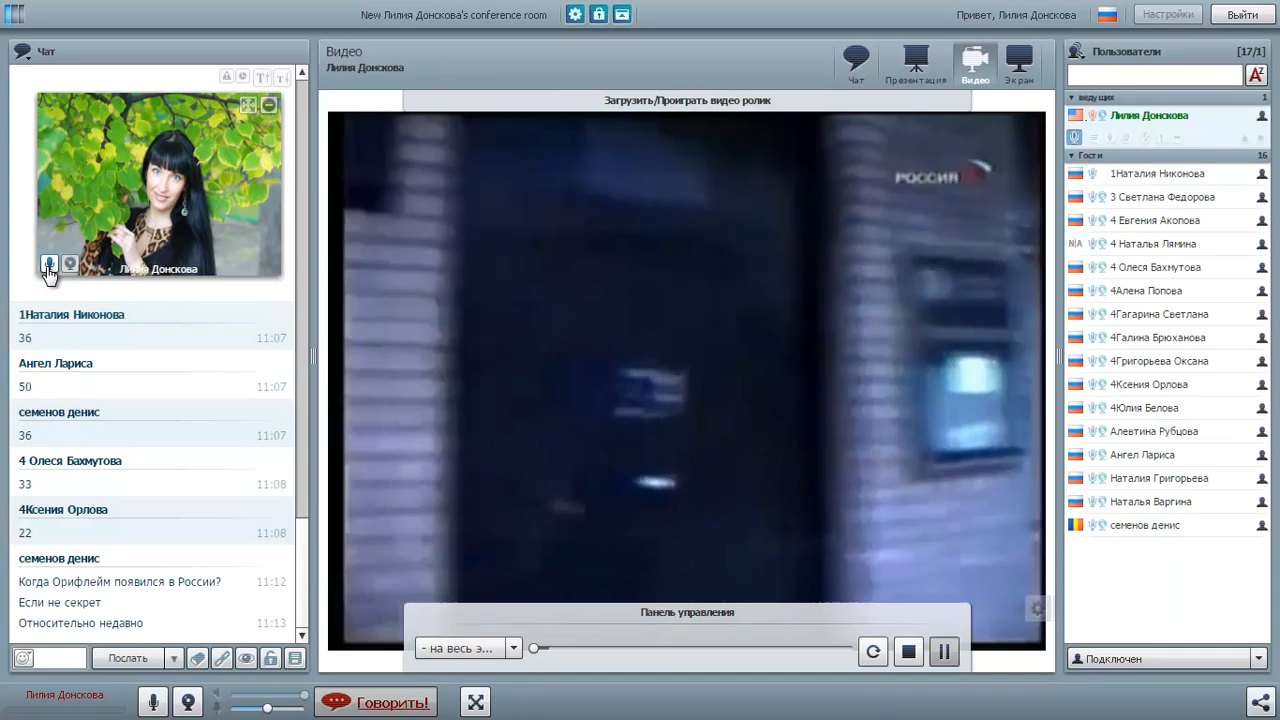 New Лилия Донскова's conference room
Привет, Лилия Донскова
Настройки
Выйти
Чат
T↑ T↓
Лилия Донскова
1Наталия Никонова
36 11:07
Ангел Лариса
50 11:07
семенов денис
36 11:07
4 Олеся Бахмутова
33 11:08
4Ксения Орлова
22 11:08
семенов денис
Когда Орифлейм появился в России? 11:12
Если не секрет
Относительно недавно 11:13
Послать
Видео
Лилия Донскова
Чат
Презентация
Видео
Экран
Загрузить/Проиграть видео ролик
РОССИЯ
Панель управления
- на весь э...
Пользователи [17/1]
AZ
ведущих 1
Лилия Донскова
Гости 16
1Наталия Никонова
3 Светлана Федорова
4 Евгения Акопова
N|A 4 Наталья Лямина
4 Олеся Бахмутова
4Алена Попова
4Гагарина Светлана
4Галина Брюханова
4Григорьева Оксана
4Ксения Орлова
4Юлия Белова
Алевтина Рубцова
Ангел Лариса
Наталия Григорьева
Наталья Варгина
семенов денис
Подключен
Лилия Донскова
Говорить!